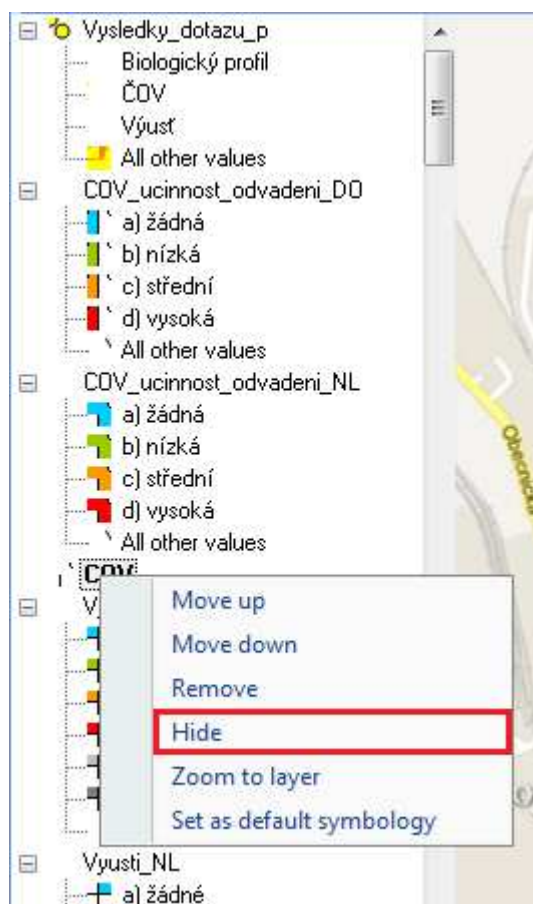 Vysledky_dotazu_p
Biologický profil
ČOV
Výusť
All other values
COV_ucinnost_odvadeni_DO
a) žádná
b) nízká
c) střední
d) vysoká
All other values
COV_ucinnost_odvadeni_NL
a) žádná
b) nízká
c) střední
d) vysoká
All other values
COV
V
Move up
Move down
Remove
Hide
Zoom to layer
Set as default symbology
Vyusti_NL
a) žádné